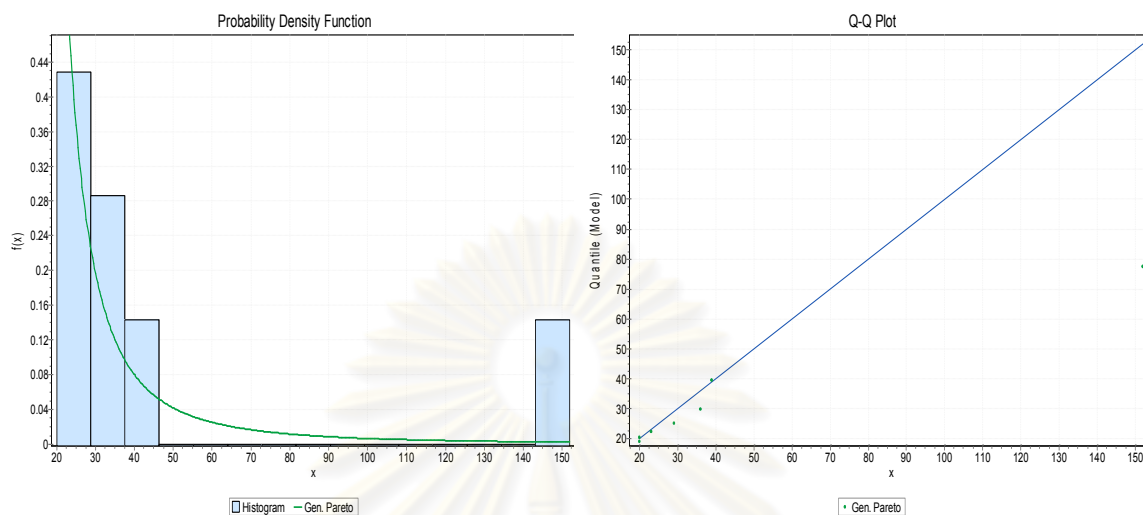 Probability Density Function
0.44
0.4
0.36
0.32
0.28
0.24
0.2
0.16
0.12
0.08
0.04
0
f(x)
20 30 40 50 60 70 80 90 100 110 120 130 140 150
x
Histogram Gen. Pareto
Q-Q Plot
150
140
130
120
110
100
90
80
70
60
50
40
30
20
Quantile (Model)
20 30 40 50 60 70 80 90 100 110 120 130 140 150
x
Gen. Pareto